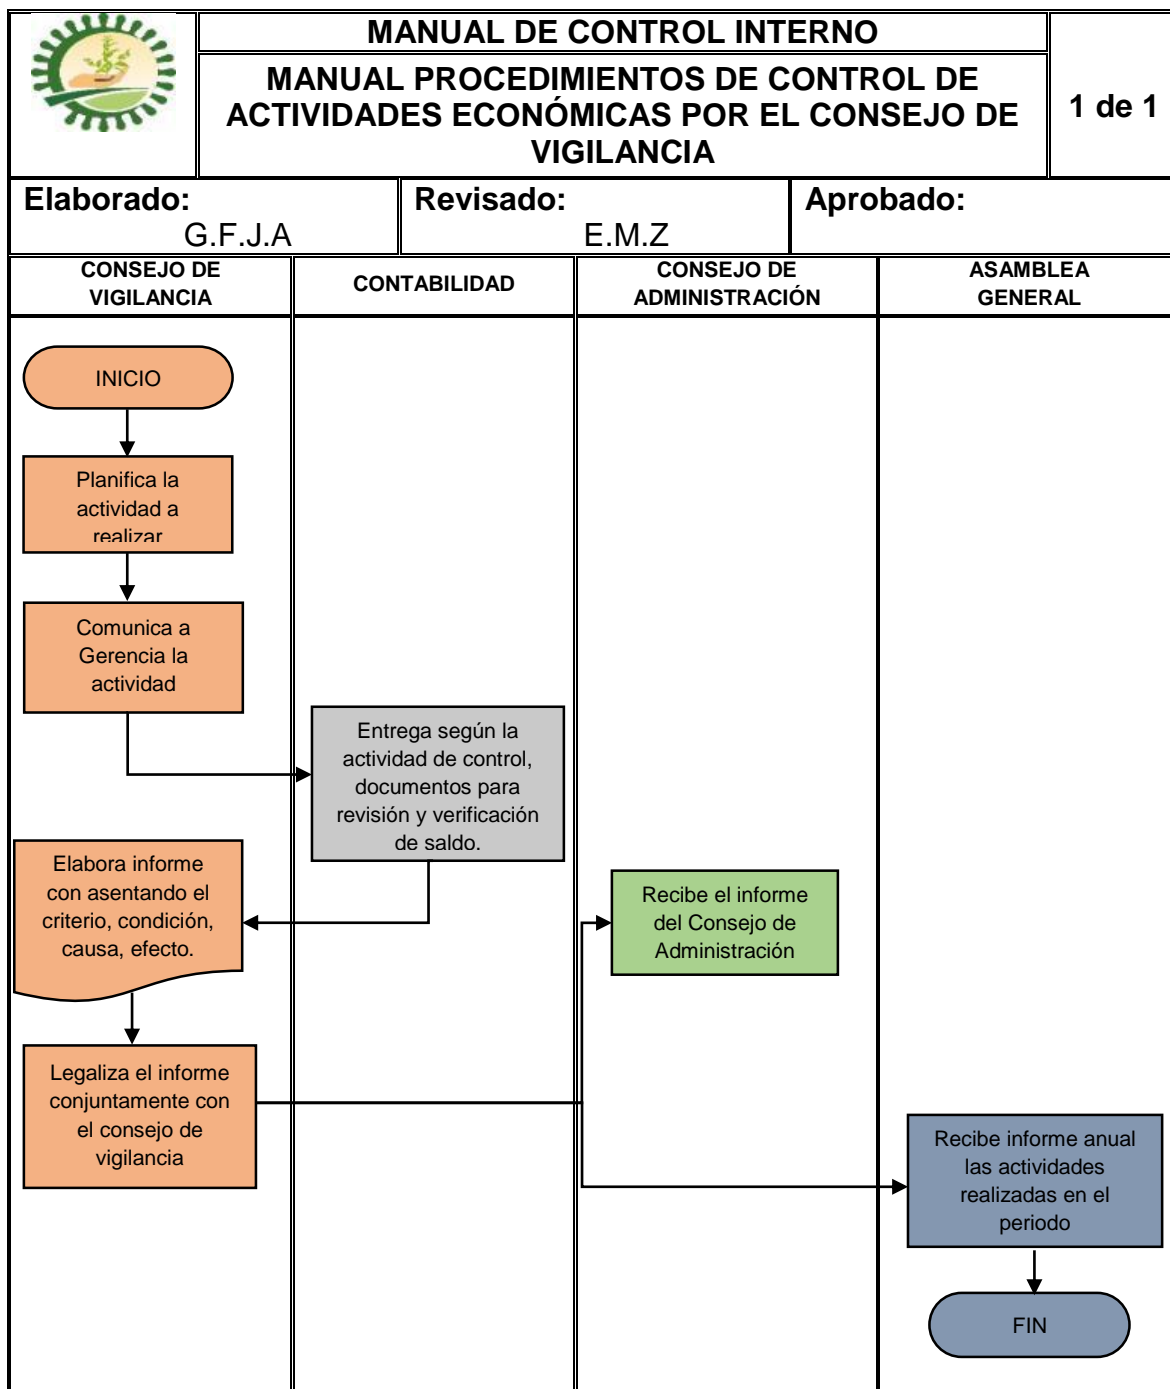 MANUAL DE CONTROL INTERNO
MANUAL PROCEDIMIENTOS DE CONTROL DE
ACTIVIDADES ECONÓMICAS POR EL CONSEJO DE
VIGILANCIA
1 de 1
Elaborado:
G.F.J.A
Revisado:
E.M.Z
Aprobado:
CONSEJO DE
VIGILANCIA
CONTABILIDAD
CONSEJO DE
ADMINISTRACIÓN
ASAMBLEA
GENERAL
INICIO
Planifica la
actividad a
realizar
Comunica a
Gerencia la
actividad
Entrega según la
actividad de control,
documentos para
revisión y verificación
de saldo.
Elabora informe
con asentando el
criterio, condición,
causa, efecto.
Recibe el informe
del Consejo de
Administración
Legaliza el informe
conjuntamente con
el consejo de
vigilancia
Recibe informe anual
las actividades
realizadas en el
periodo
FIN